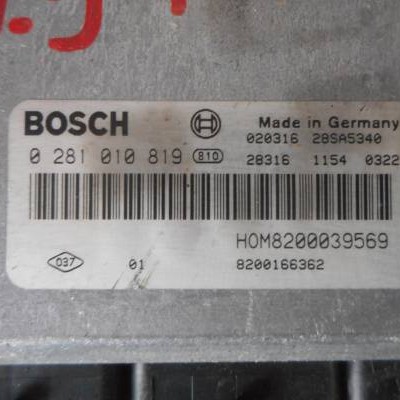 BOSCH
Made in Germany
020316 28SA5340
0 281 010 819 810
28316 1154 0322
HOM8200039569
037 01 8200166362